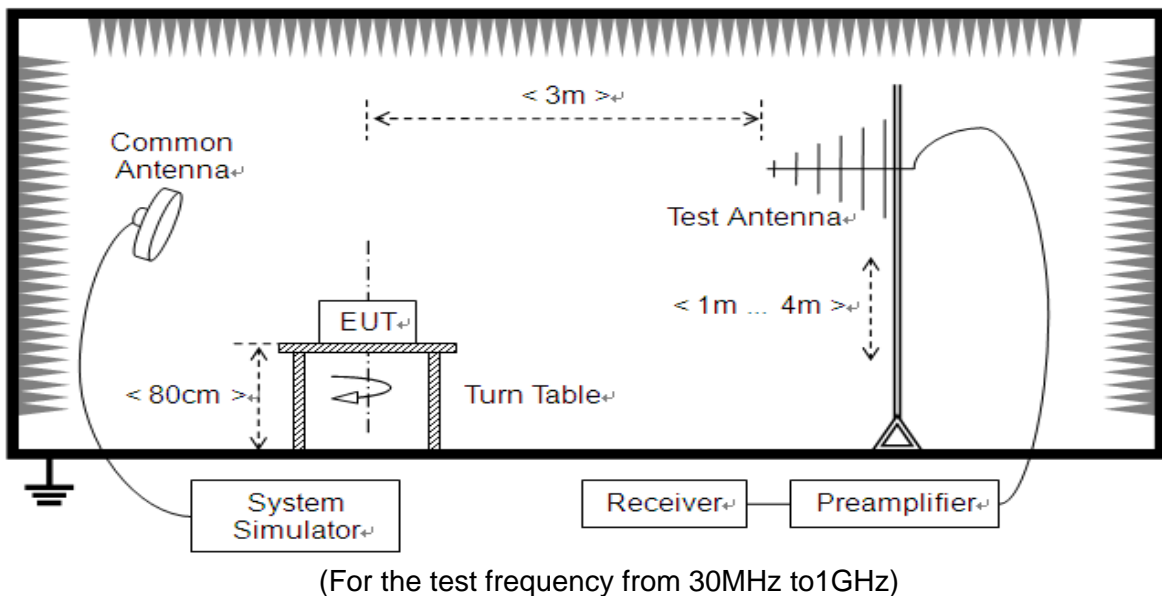 < 3m >↵
Common
Antenna↵
Test Antenna↵
< 1m ... 4m >↵
EUT↵
< 80cm >↵
Turn Table↵
System
Simulator↵
Receiver↵
Preamplifier↵
(For the test frequency from 30MHz to1GHz)